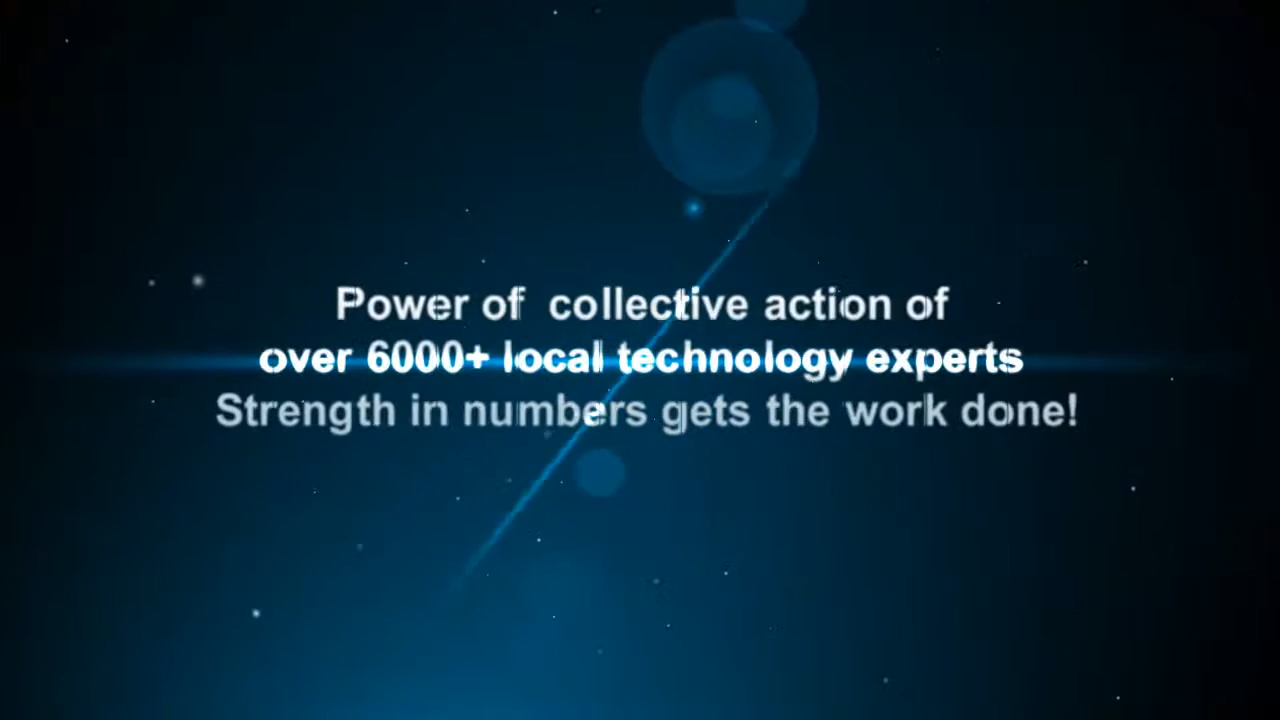 Power of collective action of
over 6000+ local technology experts
Strength in numbers gets the work done!